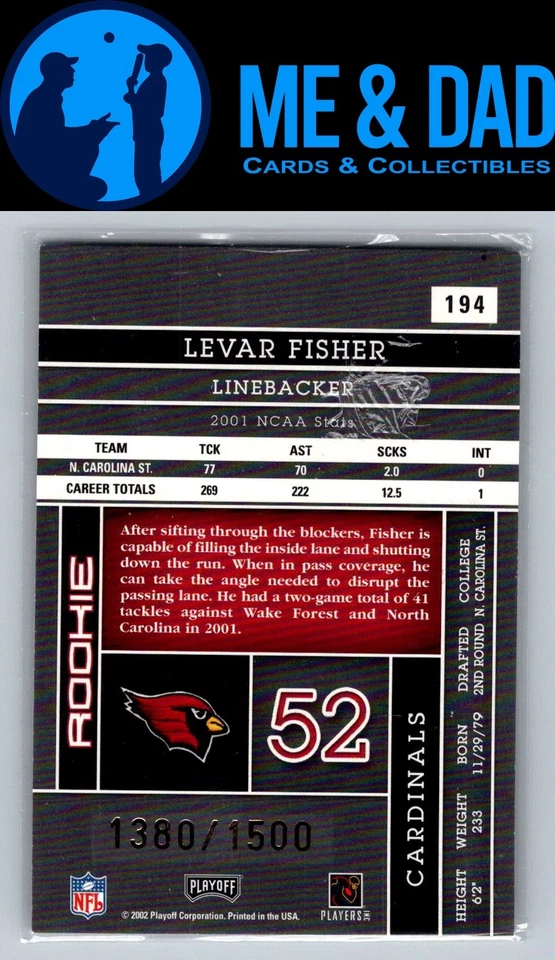 ME & DAD
CARDS & COLLECTIBLES
194
LEVAR FISHER
LINEBACKER
2001 NCAA Stats
TEAM TCK AST SCKS INT
N. CAROLINA ST. 77 70 2.0 0
CAREER TOTALS 269 222 12.5 1
ROOKIE
After sifting through the blockers, Fisher is
capable of filling the inside lane and shutting
down the run. When in pass coverage, he
can take the angle needed to disrupt the
passing lane. He had a two-game total of 41
tackles against Wake Forest and North
Carolina in 2001.
52
CARDINALS
HEIGHT WEIGHT BORN DRAFTED COLLEGE
6'2" 233 11/29/79 2ND ROUND N. CAROLINA ST.
1380/1500
NFL
PLAYOFF
PLAYERS INC
© 2002 Playoff Corporation. Printed in the USA.